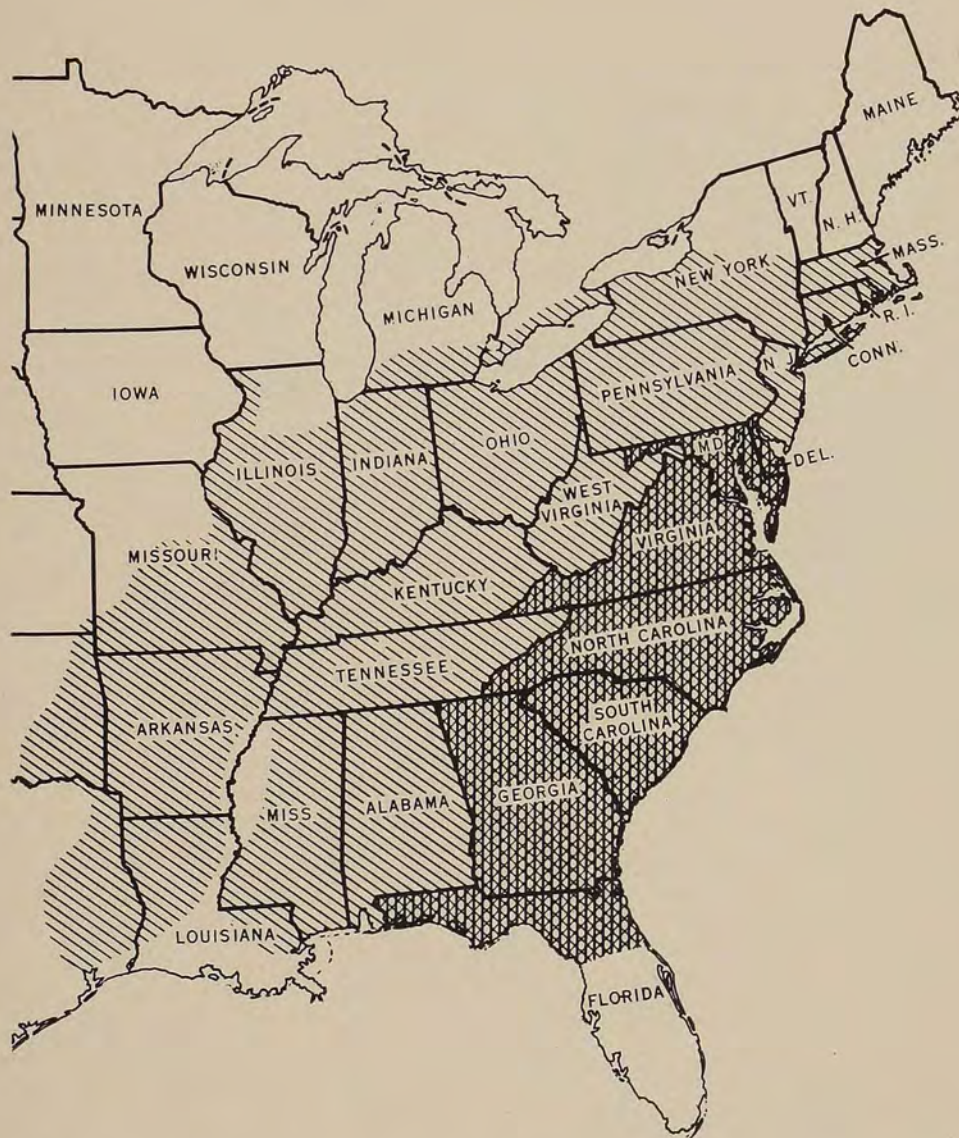 MAINE
MINNESOTA
VT.
N. H.
WISCONSIN
MASS.
NEW YORK
MICHIGAN
R. I.
CONN.
IOWA
N. J.
PENNSYLVANIA
OHIO
MD.
ILLINOIS
INDIANA
DEL.
WEST
VIRGINIA
VIRGINIA
MISSOURI
KENTUCKY
NORTH CAROLINA
TENNESSEE
SOUTH
CAROLINA
ARKANSAS
GEORGIA
MISS
ALABAMA
LOUISIANA
FLORIDA